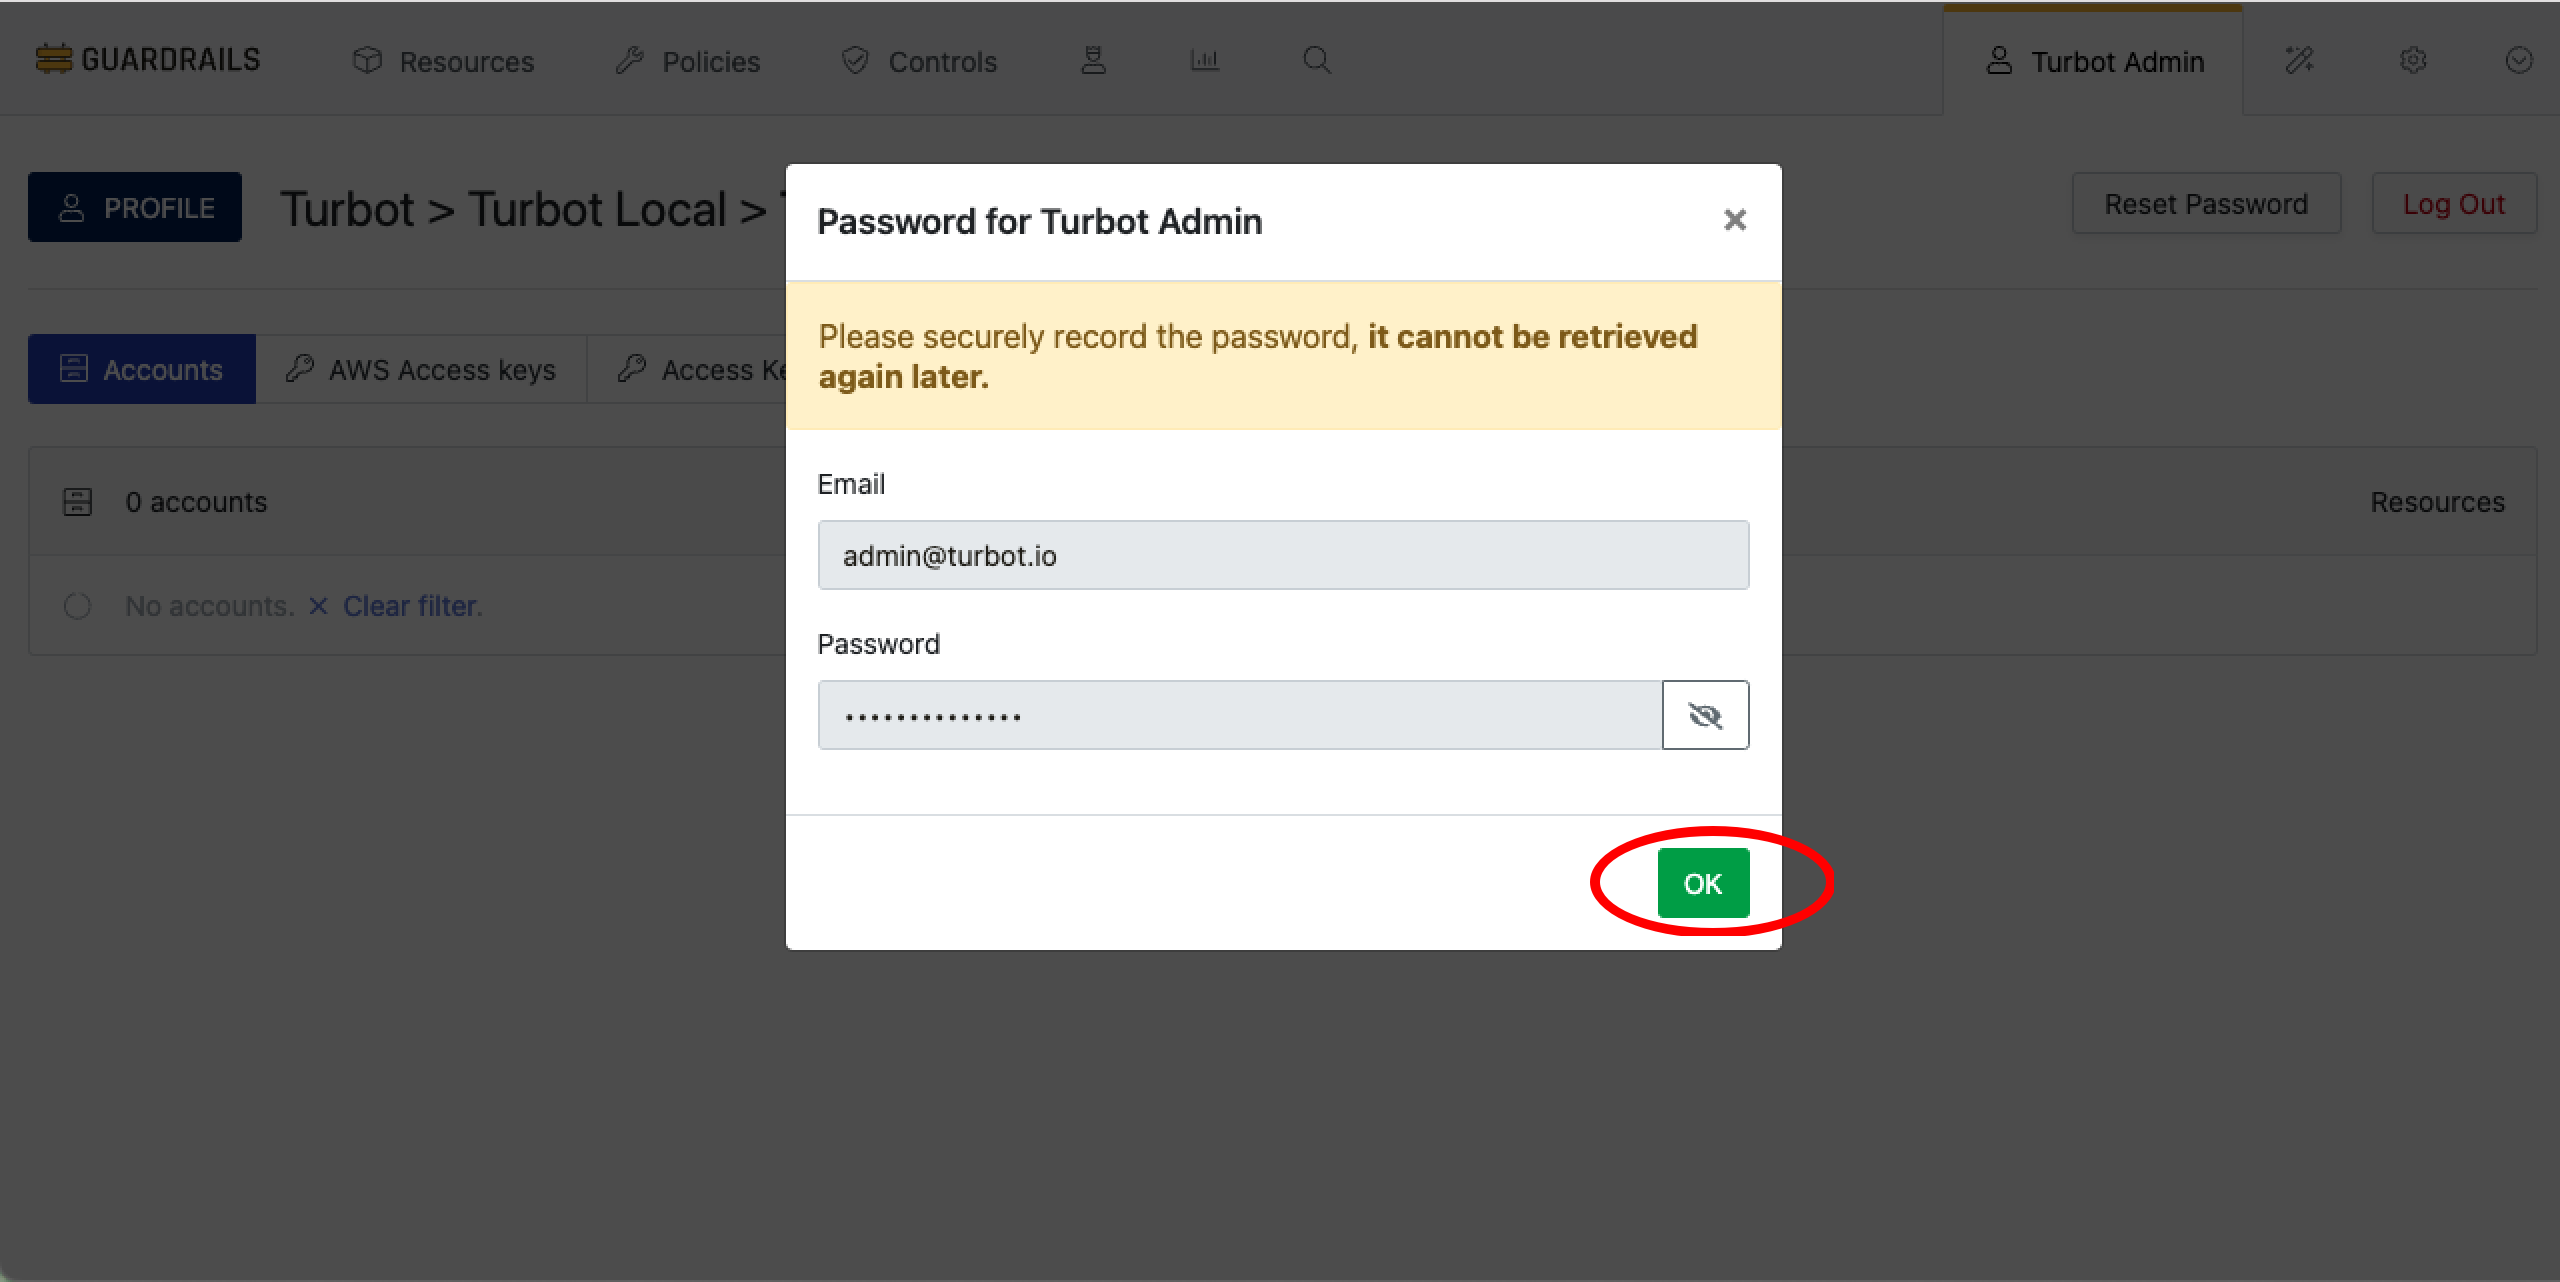 GUARDRAILS Resources Policies Controls Turbot Admin
PROFILE Turbot > Turbot Local >
Reset Password Log Out
Accounts AWS Access keys Access Ke
0 accounts Resources
No accounts. × Clear filter.
Password for Turbot Admin ×
Please securely record the password, it cannot be retrieved
again later.
Email
admin@turbot.io
Password
••••••••••••••
OK